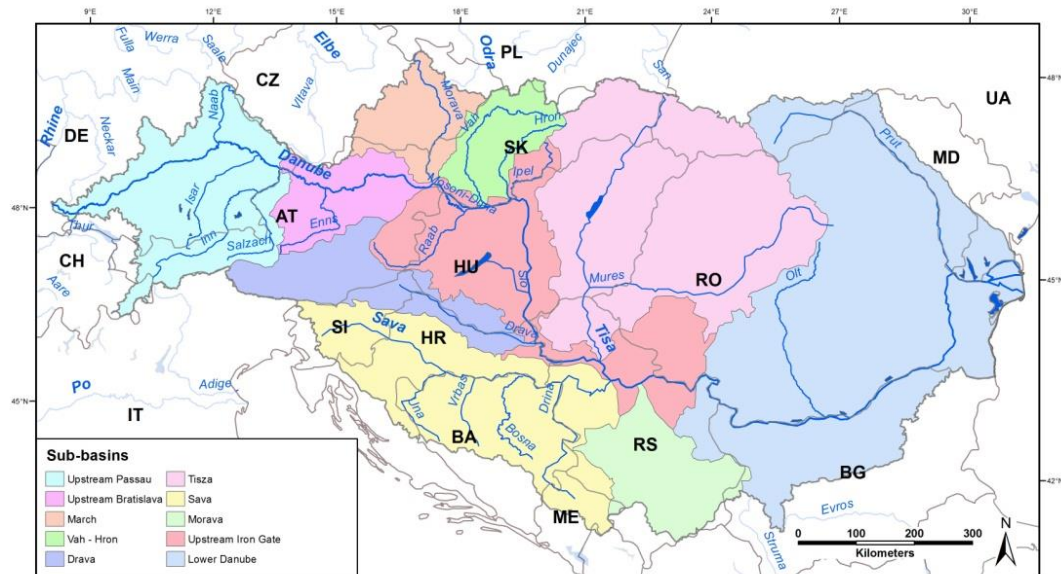 9°E
12°E
15°E
18°E
21°E
24°E
27°E
30°E
Fulla
Werra
Saale
Elbe
Odra
PL
Dunajec
San
48°N
48°N
Main
Naab
CZ
Vltava
Morava
Vah
Hron
UA
Rhine
DE
Neckar
SK
Prut
MD
Danube
Ipel
Mosoni-Duna
Isar
AT
Enns
Inn
Salzach
Thur
CH
Aare
Raab
HU
Sio
Mures
RO
Olt
45°N
45°N
Drava
Tisa
SI
Sava
HR
Po
Adige
IT
Una
Vrbas
Bosna
Drina
BA
RS
BG
42°N
ME
Evros
Struma
Sub-basins
Upstream Passau
Tisza
Upstream Bratislava
Sava
March
Morava
Vah - Hron
Upstream Iron Gate
Drava
Lower Danube
N
0 100 200 300
Kilometers